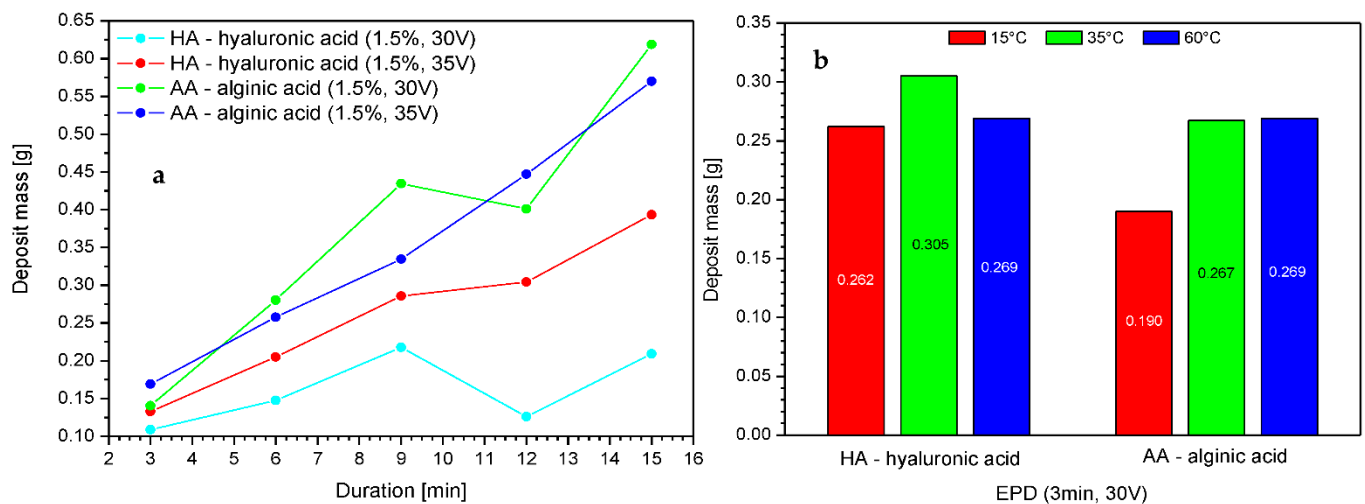 0.65
0.60
0.55
0.50
0.45
0.40
0.35
0.30
0.25
0.20
0.15
0.10
Deposit mass [g]
HA - hyaluronic acid (1.5%, 30V)
HA - hyaluronic acid (1.5%, 35V)
AA - alginic acid (1.5%, 30V)
AA - alginic acid (1.5%, 35V)
a
2 3 4 5 6 7 8 9 10 11 12 13 14 15 16
Duration [min]
0.35
0.30
0.25
0.20
0.15
0.10
0.05
0.00
Deposit mass [g]
15°C 35°C 60°C
b
0.262 0.305 0.269 0.190 0.267 0.269
HA - hyaluronic acid AA - alginic acid
EPD (3min, 30V)